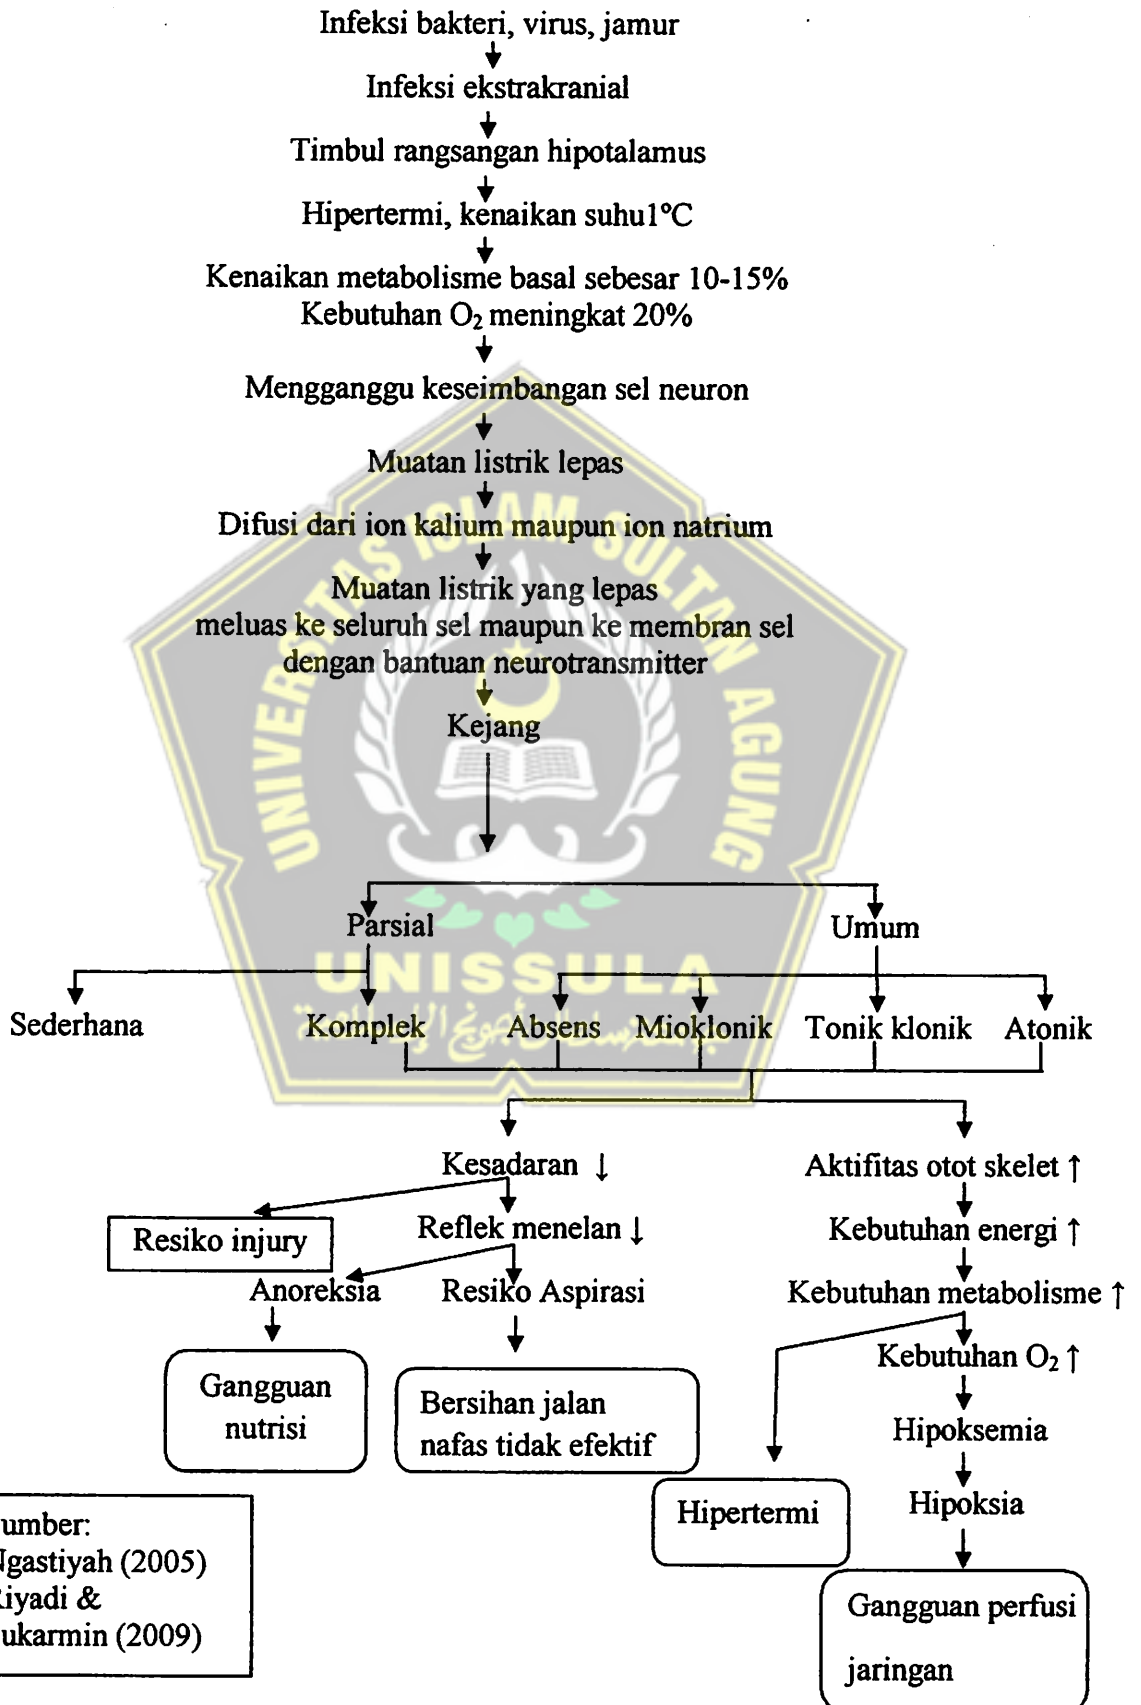 Infeksi bakteri, virus, jamur
Infeksi ekstrakranial
Timbul rangsangan hipotalamus
Hipertermi, kenaikan suhu1°C
Kenaikan metabolisme basal sebesar 10-15%
Kebutuhan O₂ meningkat 20%
Mengganggu keseimbangan sel neuron
Muatan listrik lepas
Difusi dari ion kalium maupun ion natrium
Muatan listrik yang lepas
meluas ke seluruh sel maupun ke membran sel
dengan bantuan neurotransmitter
Kejang
UNIVERSITAS ISLAM SULTAN AGUNG
Parsial Umum
UNISSULA
Sederhana Komplek Absens Mioklonik Tonik klonik Atonik
Kesadaran ↓ Aktifitas otot skelet ↑
Resiko injury Reflek menelan ↓ Kebutuhan energi ↑
Anoreksia Resiko Aspirasi Kebutuhan metabolisme ↑
Kebutuhan O₂ ↑
Gangguan
nutrisi
Bersihan jalan
nafas tidak efektif
Hipoksemia
Hipertermi
Hipoksia
Gangguan perfusi
jaringan
umber:
Ngastiyah (2005)
Riyadi &
ukarmin (2009)